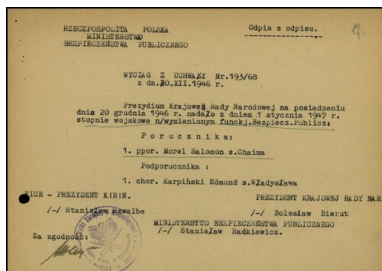 RZECZPOSPOLITA POLSKA
Odpis z odpisu.
MINISTERSTWO
BEZPIECZEŃSTWA PUBLICZNEGO
WYCIĄG Z UCHWAŁY Nr.193/68
z dn.20.XII.1946 r.
Prezydium Krajowej Rady Narodowej na posiedzeniu
dnia 20 grudnia 1946 r. nadało z dniem 1 stycznia 1947 r.
stopnie wojskowe n/wymienionym funkcj.Bezpiecz.Publicz:
Porucznika:
1. ppor. Morel Salomon s.Chaima
Podporucznika :
1. chor. Karpiński Edmund s.Władysława
VICE - PREZYDENT KIRIN.
PREZYDENT KRAJOWEJ RADY NAR
/-/ Stanisław Szwalbe
/-/ Bolesław Bierut
MINISTERSTWO BEZPIECZEŃSTWA PUBLICZNEGO
/-/ Stanisław Radkiewicz.
Za zgodność: